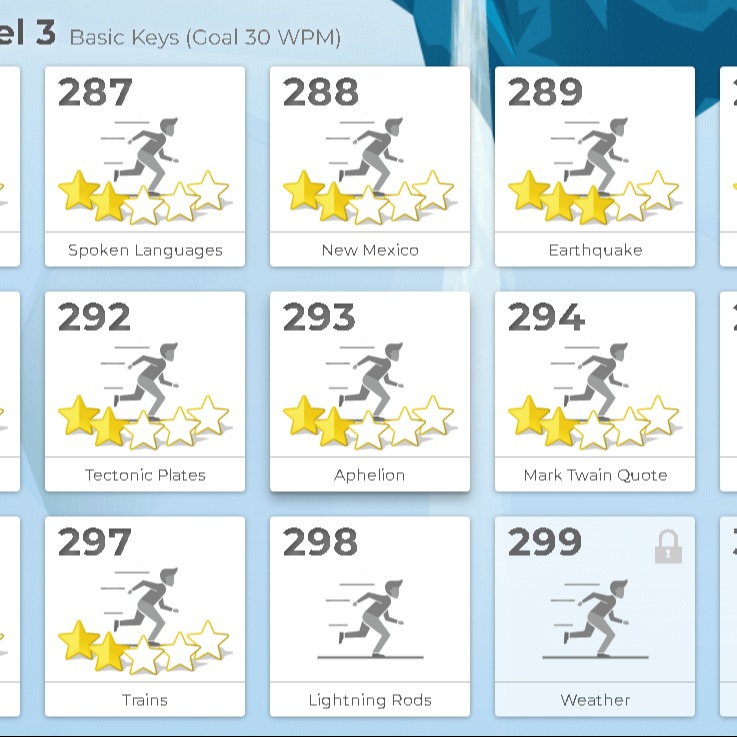 el 3 Basic Keys (Goal 30 WPM)
287
288
289
Spoken Languages
New Mexico
Earthquake
292
293
294
Tectonic Plates
Aphelion
Mark Twain Quote
297
298
299
Trains
Lightning Rods
Weather